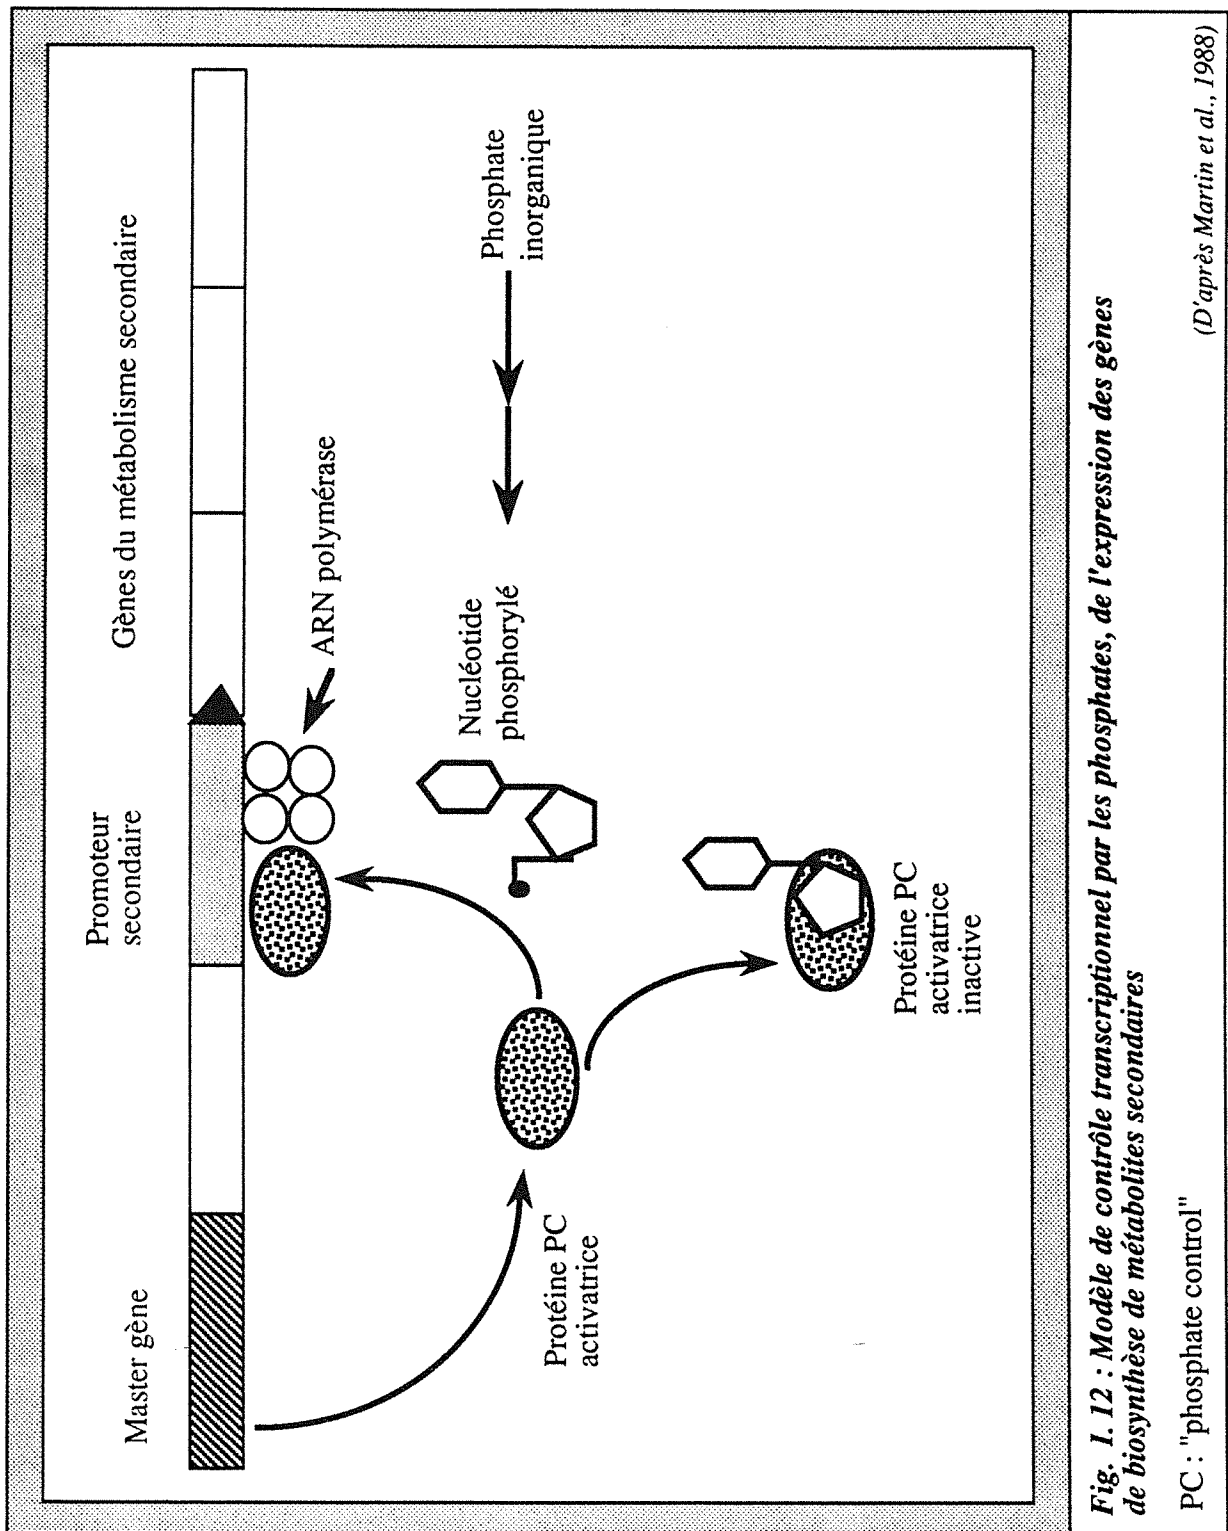 Master gène
Promoteur
secondaire
Gènes du métabolisme secondaire
ARN polymérase
Protéine PC
activatrice
Nucléotide
phosphorylé
Phosphate
inorganique
Protéine PC
activatrice
inactive
Fig. I. 12 : Modèle de contrôle transcriptionnel par les phosphates, de l'expression des gènes
de biosynthèse de métabolites secondaires
PC : "phosphate control"
(D'après Martin et al., 1988)